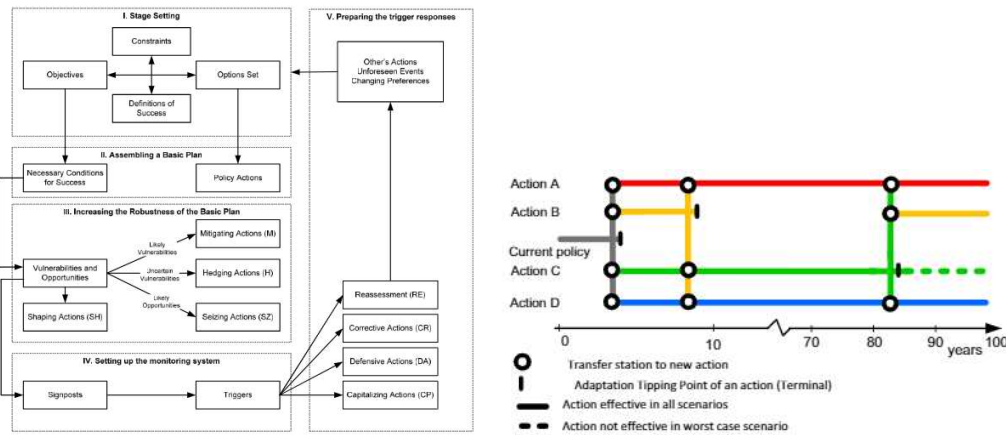 I. Stage Setting
Constraints
Objectives
Options Set
Definitions of
Success
II. Assembling a Basic Plan
Necessary Conditions
for Success
Policy Actions
III. Increasing the Robustness of the Basic Plan
Mitigating Actions (M)
Likely
Vulnerabilities
Vulnerabilities and
Opportunities
Uncertain
Vulnerabilities
Hedging Actions (H)
Likely
Opportunities
Shaping Actions (SH)
Seizing Actions (SZ)
IV. Setting up the monitoring system
Signposts
Triggers
V. Preparing the trigger responses
Other's Actions
Unforeseen Events
Changing Preferences
Reassessment (RE)
Corrective Actions (CR)
Defensive Actions (DA)
Capitalizing Actions (CP)
Action A
Action B
Current policy
Action C
Action D
0 10 70 80 90 100
years
Transfer station to new action
Adaptation Tipping Point of an action (Terminal)
Action effective in all scenarios
Action not effective in worst case scenario